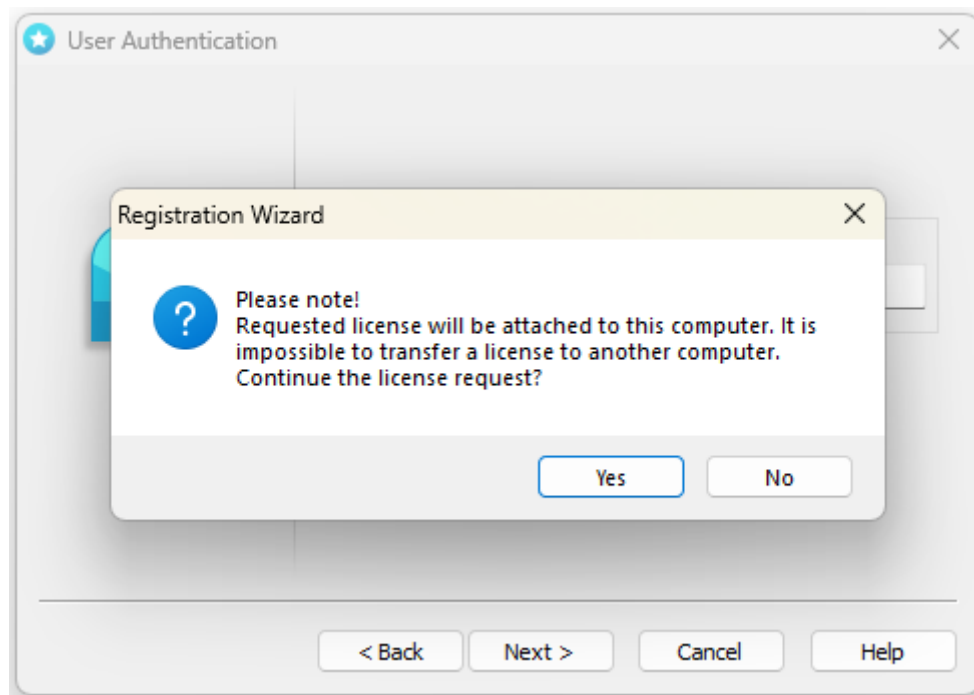 User Authentication
Registration Wizard
Please note!
Requested license will be attached to this computer. It is
impossible to transfer a license to another computer.
Continue the license request?
Yes
No
< Back
Next >
Cancel
Help